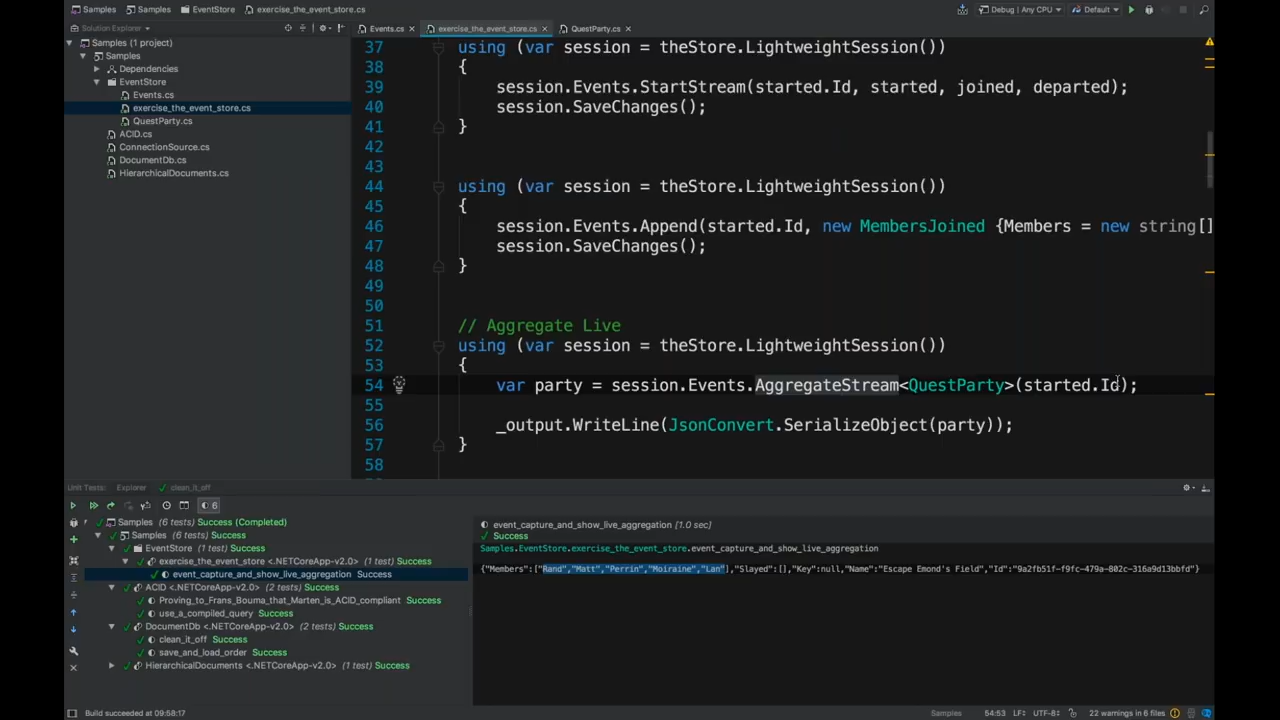 Samples
Samples
EventStore
exercise_the_event_store.cs
Debug | Any CPU
Default
Solution Explorer
Events.cs
exercise_the_event_store.cs
QuestParty.cs
Samples (1 project)
Samples
Dependencies
EventStore
Events.cs
exercise_the_event_store.cs
QuestParty.cs
ACID.cs
ConnectionSource.cs
DocumentDb.cs
HierarchicalDocuments.cs
37 using (var session = theStore.LightweightSession())
38 {
39 session.Events.StartStream(started.Id, started, joined, departed);
40 session.SaveChanges();
41 }
42
43
44 using (var session = theStore.LightweightSession())
45 {
46 session.Events.Append(started.Id, new MembersJoined {Members = new string[]
47 session.SaveChanges();
48 }
49
50
51 // Aggregate Live
52 using (var session = theStore.LightweightSession())
53 {
54 var party = session.Events.AggregateStream<QuestParty>(started.Id);
55
56 _output.WriteLine(JsonConvert.SerializeObject(party));
57 }
58
Unit Tests: Explorer clean_it_off
6
Samples (6 tests) Success (Completed)
Samples (6 tests) Success
EventStore (1 test) Success
exercise_the_event_store <.NETCoreApp-v2.0> (1 test) Success
event_capture_and_show_live_aggregation Success
ACID <.NETCoreApp-v2.0> (2 tests) Success
Proving_to_Frans_Bouma_that_Marten_is_ACID_compliant Success
use_a_compiled_query Success
DocumentDb <.NETCoreApp-v2.0> (2 tests) Success
clean_it_off Success
save_and_load_order Success
HierarchicalDocuments <.NETCoreApp-v2.0> (1 test) Success
event_capture_and_show_live_aggregation [1.0 sec]
Success
Samples.EventStore.exercise_the_event_store.event_capture_and_show_live_aggregation
{"Members":["Rand","Matt","Perrin","Moiraine","Lan"],"Slayed":[],"Key":null,"Name":"Escape Emond's Field","Id":"9a2fb51f-f9fc-479a-802c-316a9d13bbfd"}
Build succeeded at 09:58:17
Samples
54:53
LF
UTF-8
22 warnings in 6 files